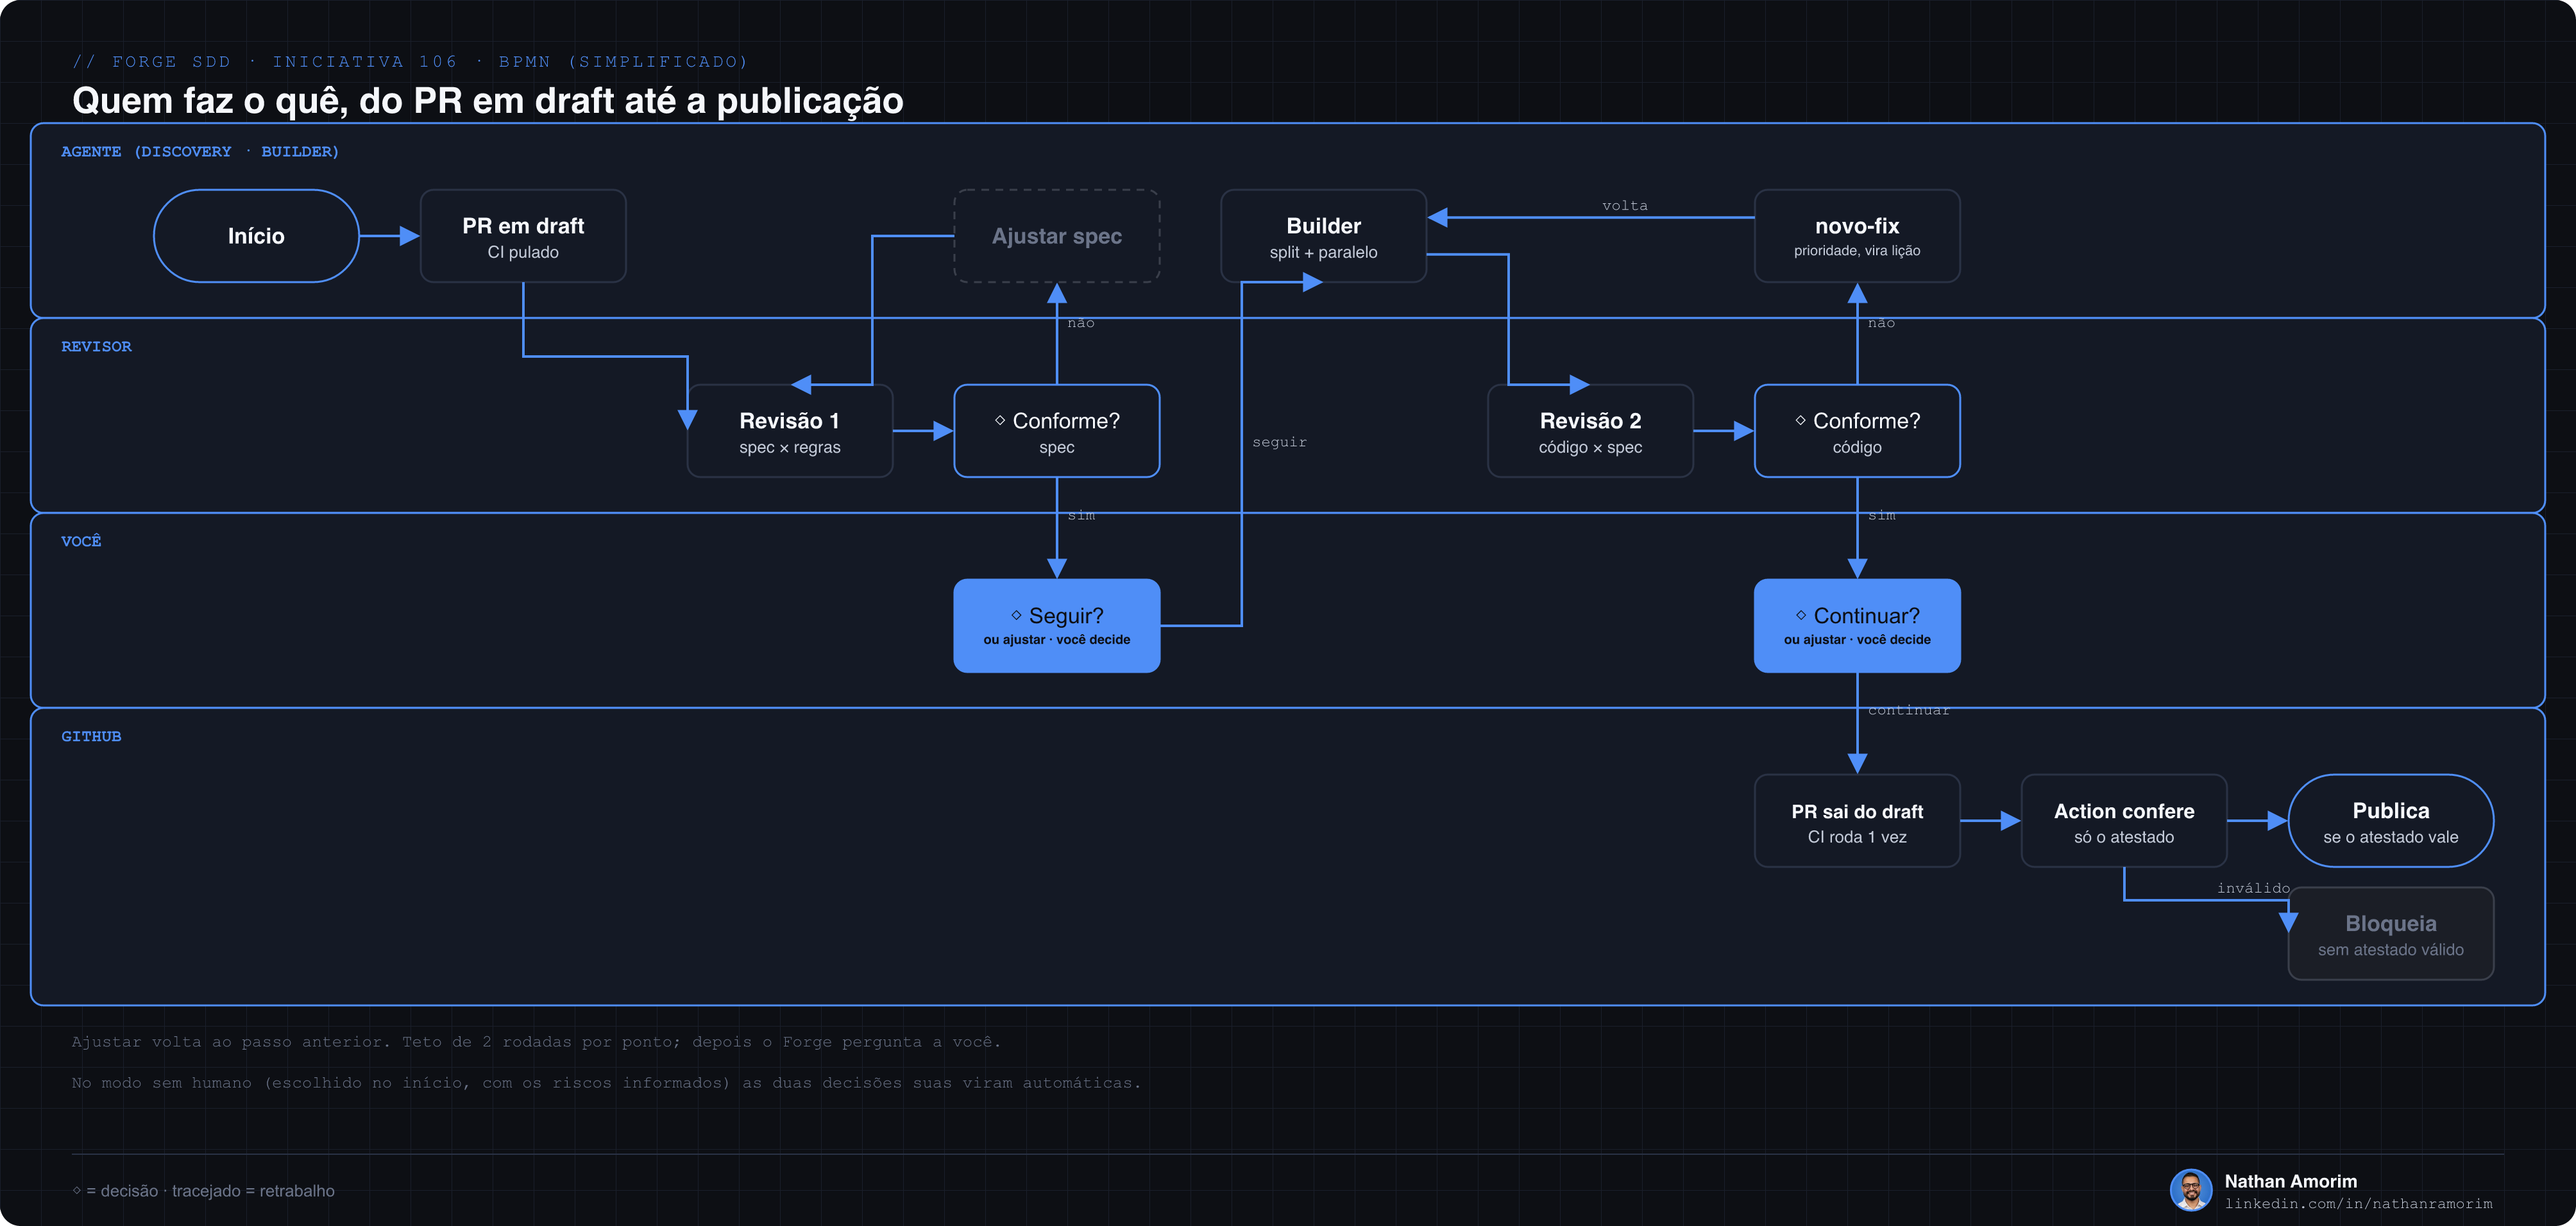 // FORGE SDD · INICIATIVA 106 · BPMN (SIMPLIFICADO)
Quem faz o quê, do PR em draft até a publicação
AGENTE (DISCOVERY · BUILDER)
Início
PR em draft
CI pulado
Ajustar spec
Builder
split + paralelo
volta
novo-fix
prioridade, vira lição
não
não
REVISOR
Revisão 1
spec × regras
◇ Conforme?
spec
seguir
Revisão 2
código × spec
◇ Conforme?
código
sim
sim
VOCÊ
◇ Seguir?
ou ajustar · você decide
◇ Continuar?
ou ajustar · você decide
continuar
GITHUB
PR sai do draft
CI roda 1 vez
Action confere
só o atestado
Publica
se o atestado vale
inválido
Bloqueia
sem atestado válido
Ajustar volta ao passo anterior. Teto de 2 rodadas por ponto; depois o Forge pergunta a você.
No modo sem humano (escolhido no início, com os riscos informados) as duas decisões suas viram automáticas.
◇ = decisão · tracejado = retrabalho
Nathan Amorim
linkedin.com/in/nathanramorim